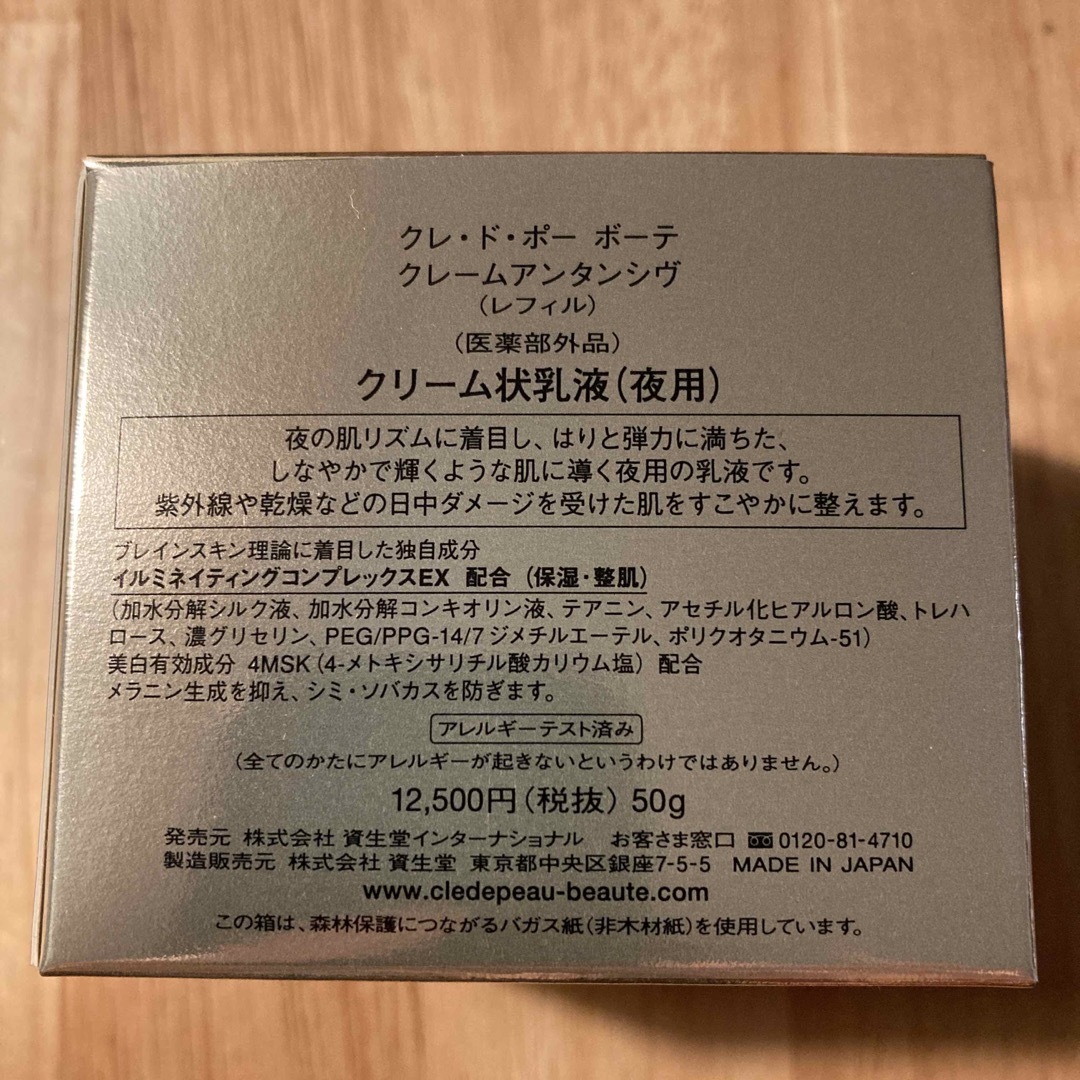 クレ・ド・ポー ボーテ
クレームアンタンシヴ
（レフィル）
（医薬部外品）
クリーム状乳液（夜用）
夜の肌リズムに着目し、はりと弾力に満ちた、
しなやかで輝くような肌に導く夜用の乳液です。
紫外線や乾燥などの日中ダメージを受けた肌をすこやかに整えます。
ブレインスキン理論に着目した独自成分
イルミネイティングコンプレックスEX 配合（保湿・整肌）
（加水分解シルク液、加水分解コンキオリン液、テアニン、アセチル化ヒアルロン酸、トレハ
ロース、濃グリセリン、PEG/PPG-14/7ジメチルエーテル、ポリクオタニウム-51）
美白有効成分 4MSK（4-メトキシサリチル酸カリウム塩）配合
メラニン生成を抑え、シミ・ソバカスを防ぎます。
アレルギーテスト済み
（全てのかたにアレルギーが起きないというわけではありません。）
12,500円（税抜）50g
発売元 株式会社 資生堂インターナショナル お客さま窓口 0120-81-4710
製造販売元 株式会社 資生堂 東京都中央区銀座7-5-5 MADE IN JAPAN
www.cledepeau-beaute.com
この箱は、森林保護につながるバガス紙（非木材紙）を使用しています。